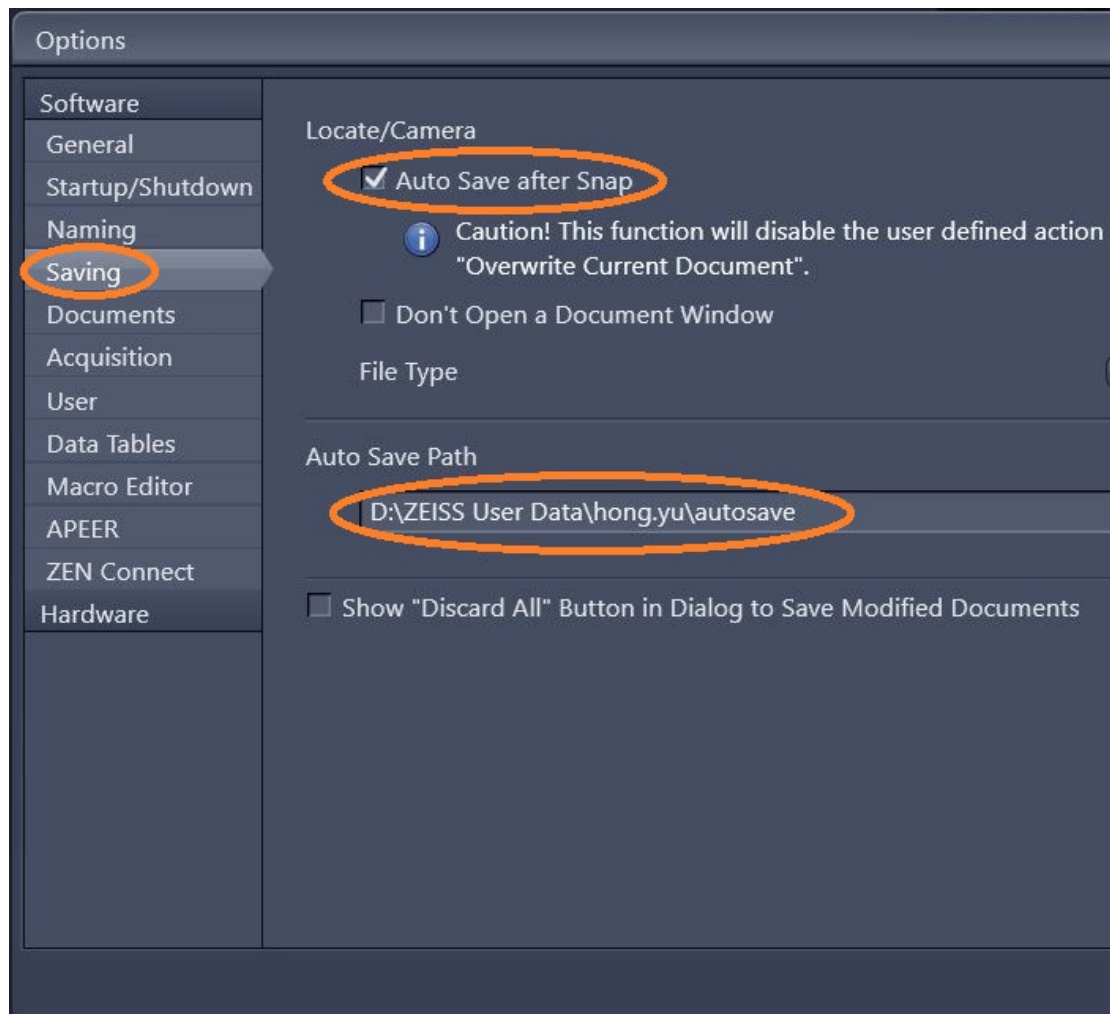 Options
Software
General
Startup/Shutdown
Naming
Saving
Documents
Acquisition
User
Data Tables
Macro Editor
APEER
ZEN Connect
Hardware
Locate/Camera
Auto Save after Snap
Caution! This function will disable the user defined action
"Overwrite Current Document".
Don't Open a Document Window
File Type
Auto Save Path
D:\ZEISS User Data\hong.yu\autosave
Show "Discard All" Button in Dialog to Save Modified Documents